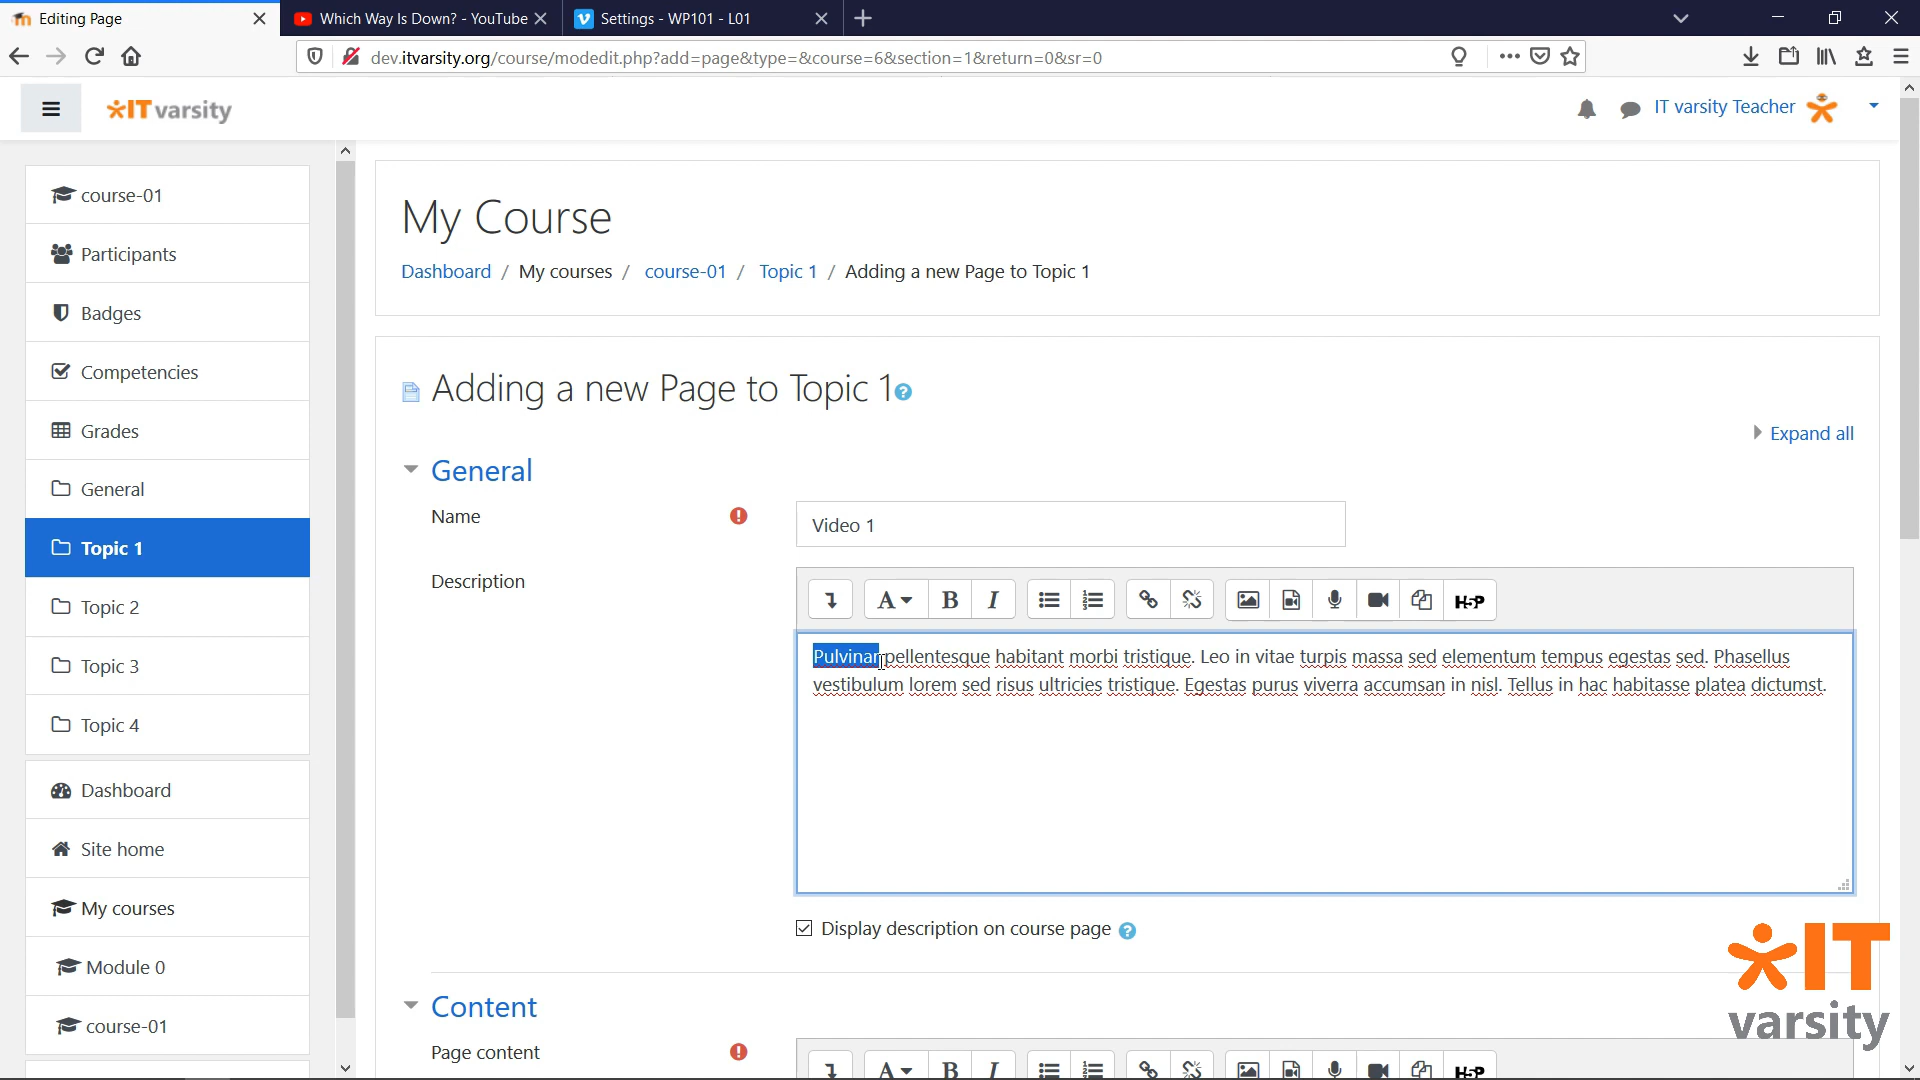 Editing Page
Which Way Is Down? - YouTube
Settings - WP101 - L01
dev.itvarsity.org/course/modedit.php?add=page&type=&course=6&section=1&return=0&sr=0
IT varsity
IT varsity Teacher
course-01
Participants
Badges
Competencies
Grades
General
Topic 1
Topic 2
Topic 3
Topic 4
Dashboard
Site home
My courses
Module 0
course-01
My Course
Dashboard / My courses / course-01 / Topic 1 / Adding a new Page to Topic 1
Adding a new Page to Topic 1
Expand all
General
Name
Video 1
Description
A B I H5P
Pulvinar pellentesque habitant morbi tristique. Leo in vitae turpis massa sed elementum tempus egestas sed. Phasellus
vestibulum lorem sed risus ultricies tristique. Egestas purus viverra accumsan in nisl. Tellus in hac habitasse platea dictumst.
Display description on course page
Content
Page content
A B I H5P
IT
varsity